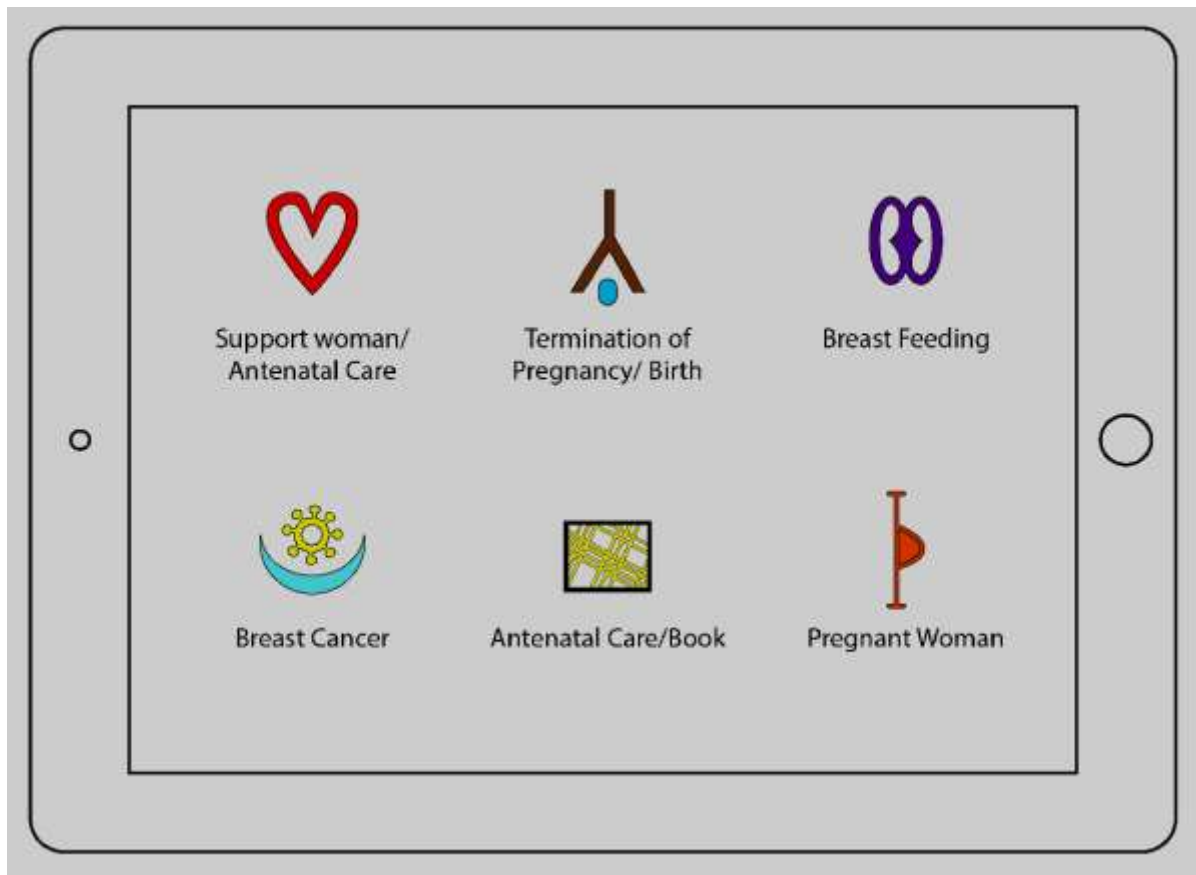 Support woman/
Antenatal Care
Termination of
Pregnancy/ Birth
Breast Feeding
Breast Cancer
Antenatal Care/Book
Pregnant Woman